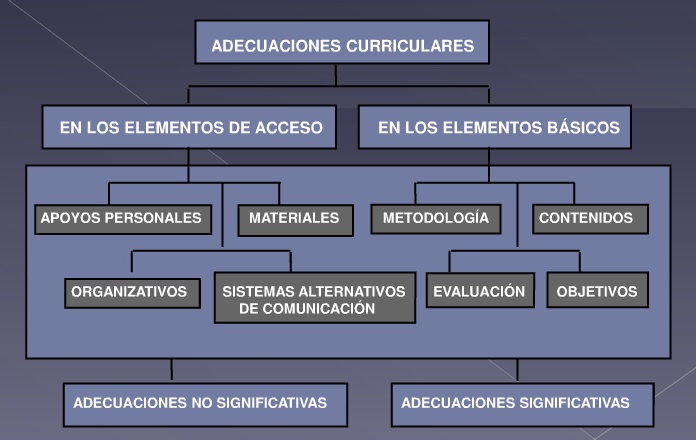 ADECUACIONES CURRICULARES
EN LOS ELEMENTOS DE ACCESO
EN LOS ELEMENTOS BÁSICOS
APOYOS PERSONALES
MATERIALES
METODOLOGÍA
CONTENIDOS
ORGANIZATIVOS
SISTEMAS ALTERNATIVOS
DE COMUNICACIÓN
EVALUACIÓN
OBJETIVOS
ADECUACIONES NO SIGNIFICATIVAS
ADECUACIONES SIGNIFICATIVAS